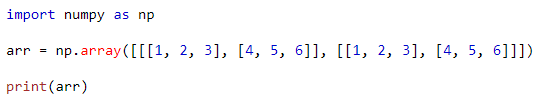 import numpy as np
arr = np.array([[[1, 2, 3], [4, 5, 6]], [[1, 2, 3], [4, 5, 6]]])
print(arr)